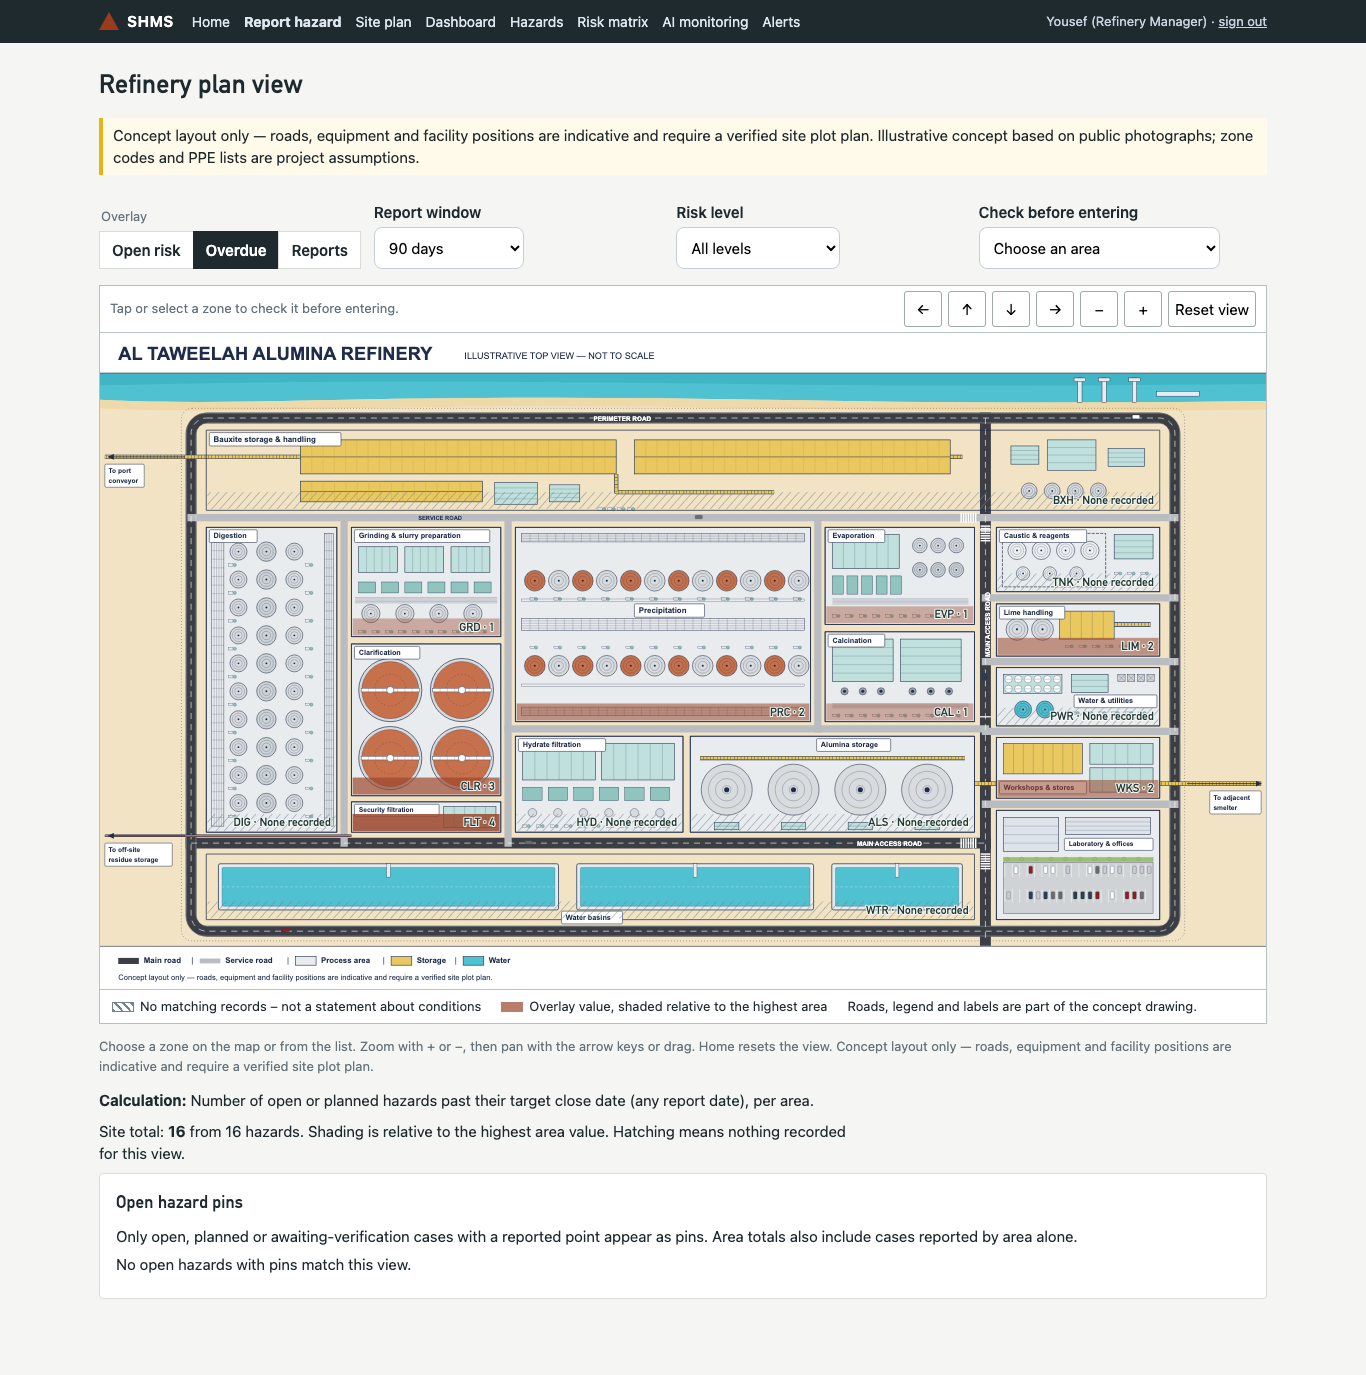 SHMS Home Report hazard Site plan Dashboard Hazards Risk matrix AI monitoring Alerts Yousef (Refinery Manager) · sign out
Refinery plan view
Concept layout only — roads, equipment and facility positions are indicative and require a verified site plot plan. Illustrative concept based on public photographs; zone
codes and PPE lists are project assumptions.
Overlay
Open risk Overdue Reports
Report window
90 days
Risk level
All levels
Check before entering
Choose an area
Tap or select a zone to check it before entering.
← ↑ ↓ → − + Reset view
AL TAWEELAH ALUMINA REFINERY ILLUSTRATIVE TOP VIEW — NOT TO SCALE
PERIMETER ROAD
Bauxite storage & handling
To port
conveyor
BXH · None recorded
SERVICE ROAD
Digestion
Grinding & slurry preparation
Evaporation
Caustic & reagents
TNK · None recorded
Precipitation
MAIN ACCESS ROAD
Lime handling
EVP · 1
GRD · 1
Calcination
LIM · 2
Clarification
Water & utilities
PRC · 2
CAL · 1
PWR · None recorded
Hydrate filtration
Alumina storage
CLR · 3
Workshops & stores
WKS · 2
To adjacent
smelter
Security filtration
DIG · None recorded
FLT · 4
HYD · None recorded
ALS · None recorded
MAIN ACCESS ROAD
Laboratory & offices
To off-site
residue storage
WTR · None recorded
Water basins
Main road | Service road | Process area | Storage | Water
Concept layout only — roads, equipment and facility positions are indicative and require a verified site plot plan.
No matching records – not a statement about conditions Overlay value, shaded relative to the highest area Roads, legend and labels are part of the concept drawing.
Choose a zone on the map or from the list. Zoom with + or −, then pan with the arrow keys or drag. Home resets the view. Concept layout only — roads, equipment and facility positions are
indicative and require a verified site plot plan.
Calculation: Number of open or planned hazards past their target close date (any report date), per area.
Site total: 16 from 16 hazards. Shading is relative to the highest area value. Hatching means nothing recorded
for this view.
Open hazard pins
Only open, planned or awaiting-verification cases with a reported point appear as pins. Area totals also include cases reported by area alone.
No open hazards with pins match this view.